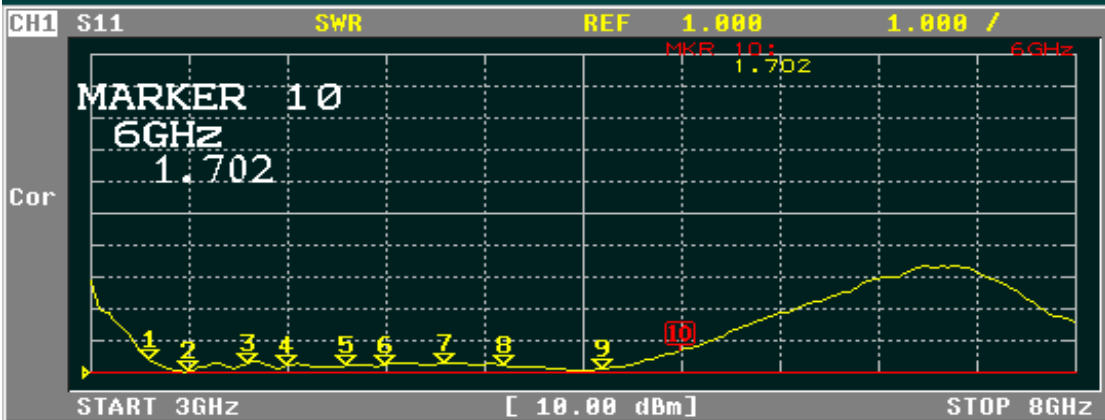 CH1 S11 SWR REF 1.000 1.000 /
MKR 10: 6GHz
1.702
MARKER 10
6GHz
1.702
Cor
1 2 3 4 5 6 7 8 9 10
START 3GHz [ 10.00 dBm] STOP 8GHz